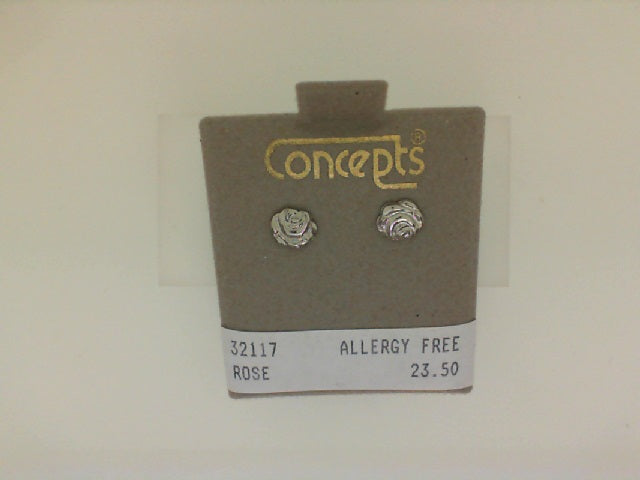 Concepts®
32117 ALLERGY FREE
ROSE 23.50